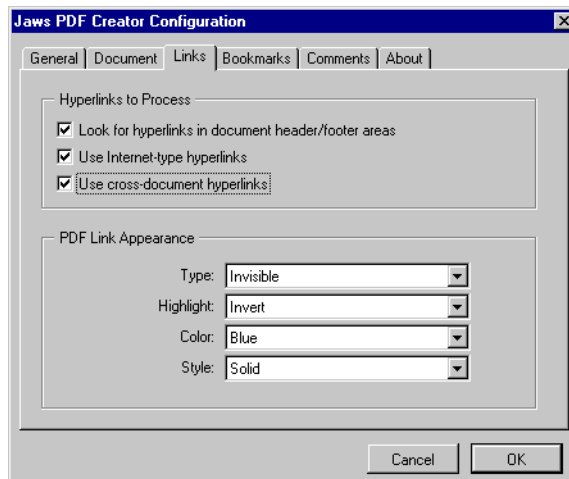 Jaws PDF Creator Configuration
General Document Links Bookmarks Comments About
Hyperlinks to Process
Look for hyperlinks in document header/footer areas
Use Internet-type hyperlinks
Use cross-document hyperlinks
PDF Link Appearance
Type: Invisible
Highlight: Invert
Color: Blue
Style: Solid
Cancel OK